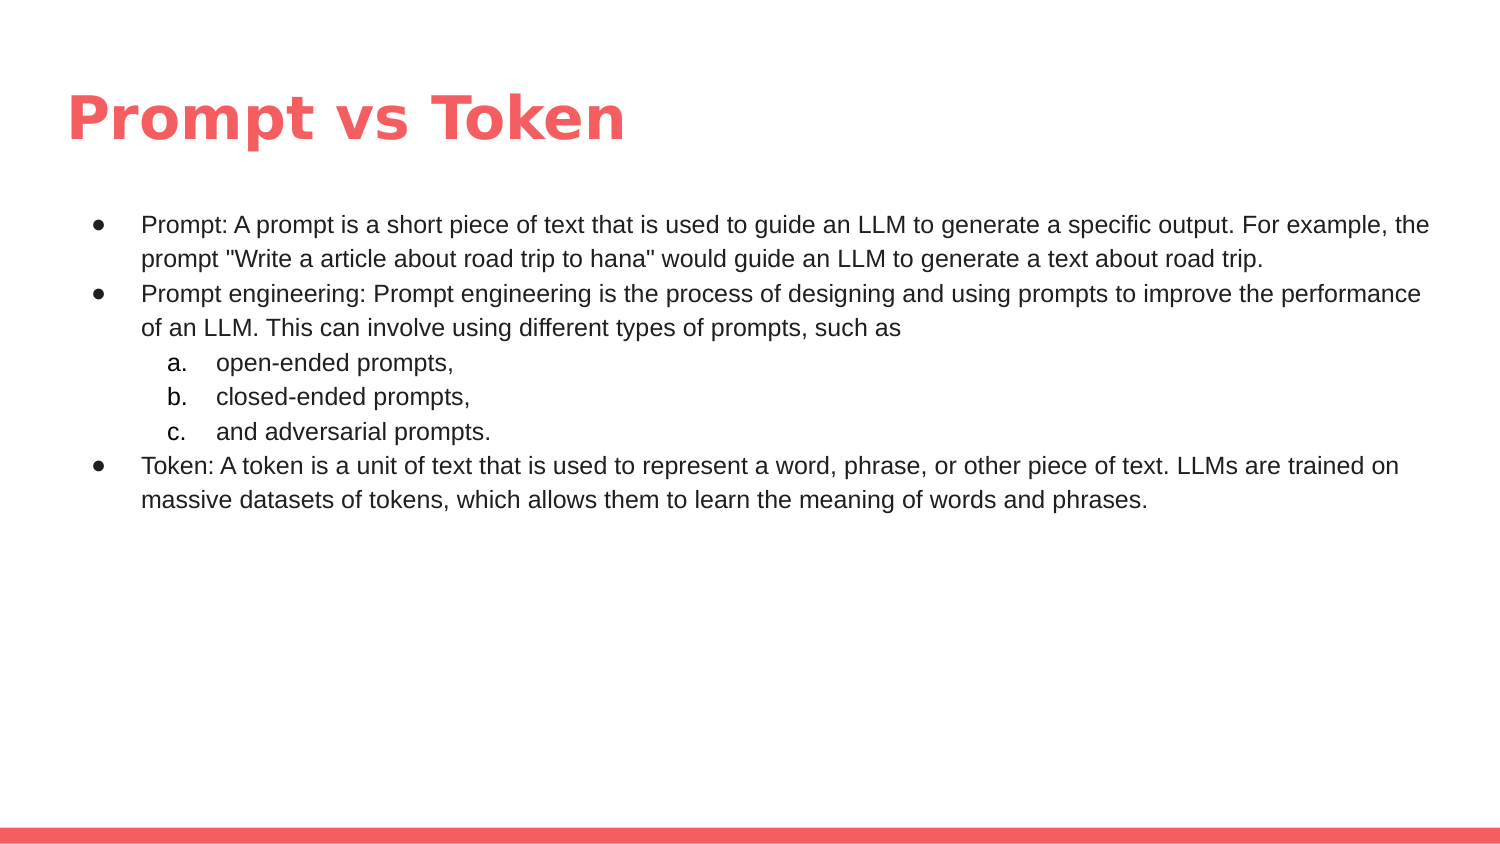 Prompt vs Token
● Prompt: A prompt is a short piece of text that is used to guide an LLM to generate a specific output. For example, the
prompt "Write a article about road trip to hana" would guide an LLM to generate a text about road trip.
● Prompt engineering: Prompt engineering is the process of designing and using prompts to improve the performance
of an LLM. This can involve using different types of prompts, such as
a. open-ended prompts,
b. closed-ended prompts,
c. and adversarial prompts.
● Token: A token is a unit of text that is used to represent a word, phrase, or other piece of text. LLMs are trained on
massive datasets of tokens, which allows them to learn the meaning of words and phrases.